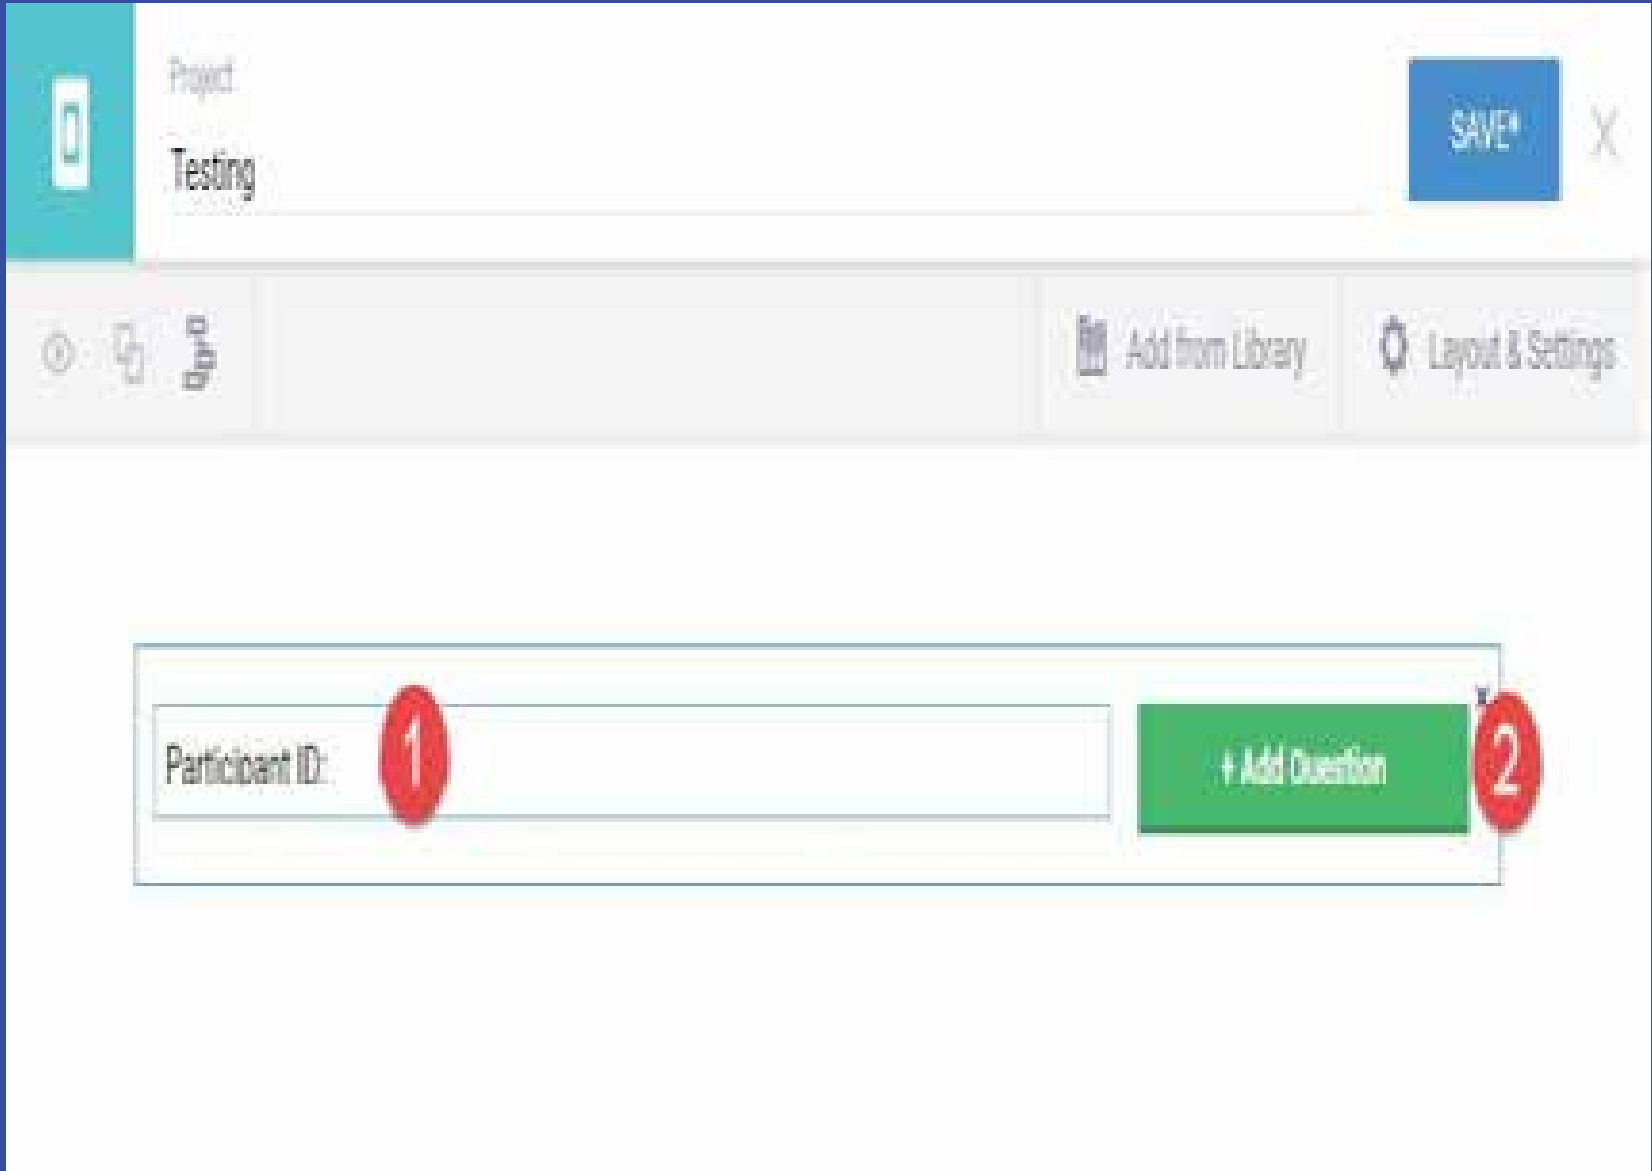 Project
Testing
SAVE*
X
Add from Library
Layout & Settings
Participant ID:
1
+ Add Question
2